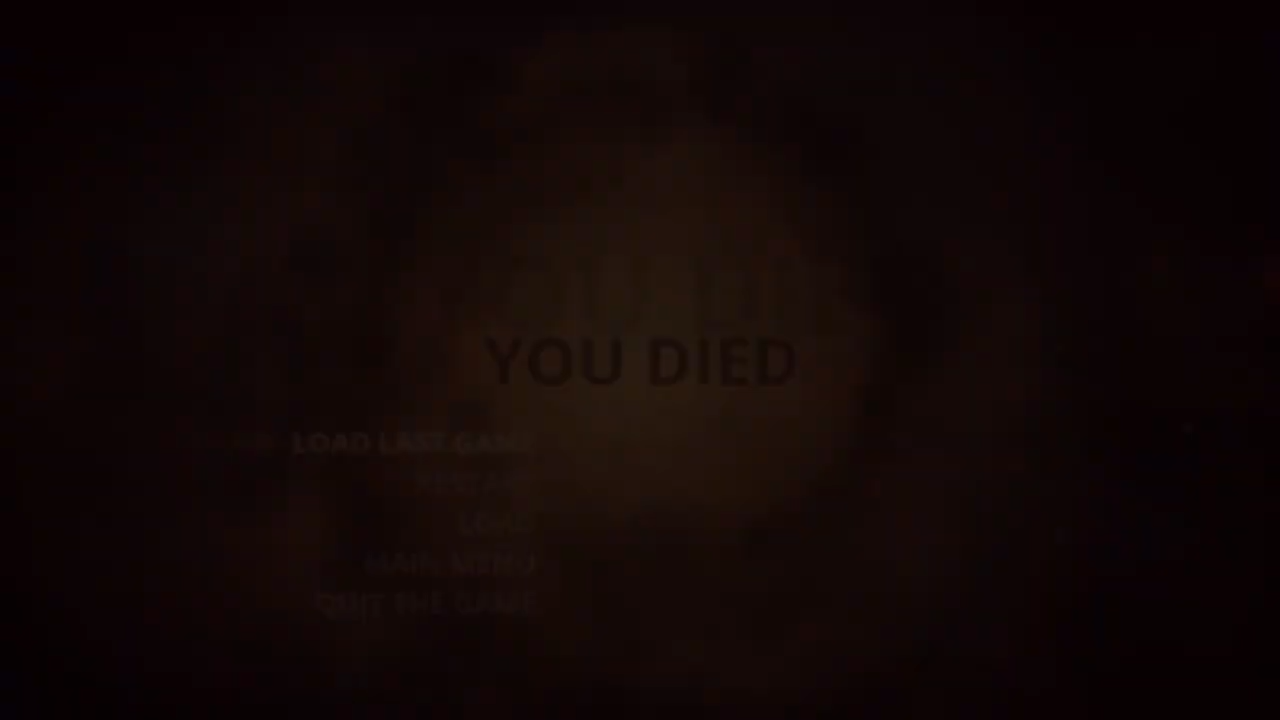 YOU DIED
LOAD LAST GAME
RESTART
LOAD
MAIN MENU
QUIT THE GAME